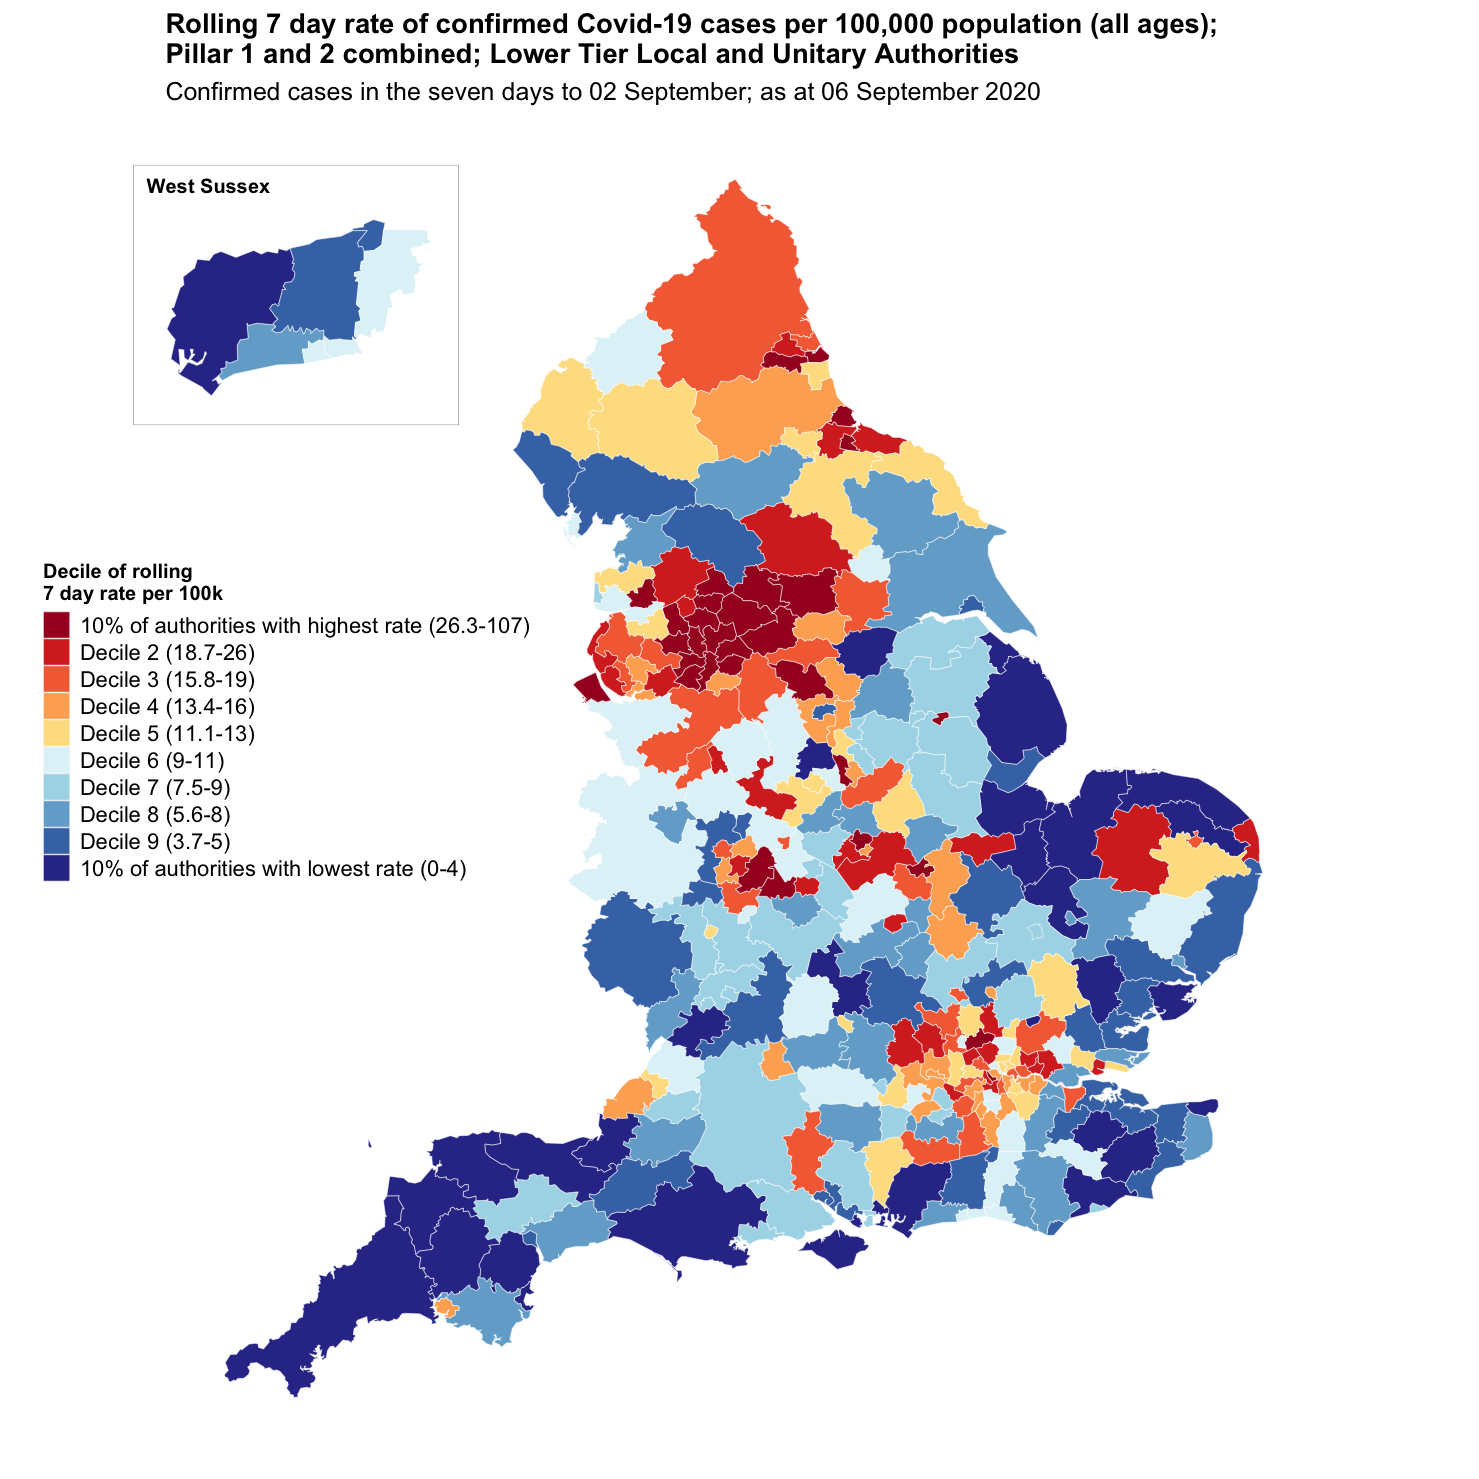 Rolling 7 day rate of confirmed Covid-19 cases per 100,000 population (all ages);
Pillar 1 and 2 combined; Lower Tier Local and Unitary Authorities
Confirmed cases in the seven days to 02 September; as at 06 September 2020
West Sussex
Decile of rolling
7 day rate per 100k
10% of authorities with highest rate (26.3-107)
Decile 2 (18.7-26)
Decile 3 (15.8-19)
Decile 4 (13.4-16)
Decile 5 (11.1-13)
Decile 6 (9-11)
Decile 7 (7.5-9)
Decile 8 (5.6-8)
Decile 9 (3.7-5)
10% of authorities with lowest rate (0-4)